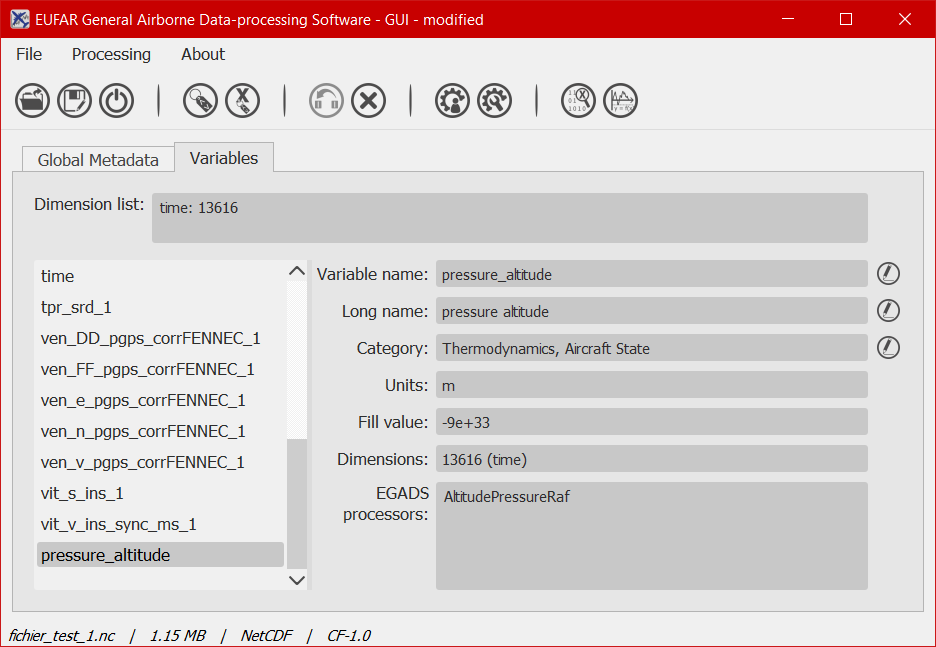 EUFAR General Airborne Data-processing Software - GUI - modified
File Processing About
Global Metadata Variables
Dimension list: time: 13616
time
tpr_srd_1
ven_DD_pgps_corrFENNEC_1
ven_FF_pgps_corrFENNEC_1
ven_e_pgps_corrFENNEC_1
ven_n_pgps_corrFENNEC_1
ven_v_pgps_corrFENNEC_1
vit_s_ins_1
vit_v_ins_sync_ms_1
pressure_altitude
Variable name: pressure_altitude
Long name: pressure altitude
Category: Thermodynamics, Aircraft State
Units: m
Fill value: -9e+33
Dimensions: 13616 (time)
EGADS processors: AltitudePressureRaf
fichier_test_1.nc | 1.15 MB | NetCDF | CF-1.0